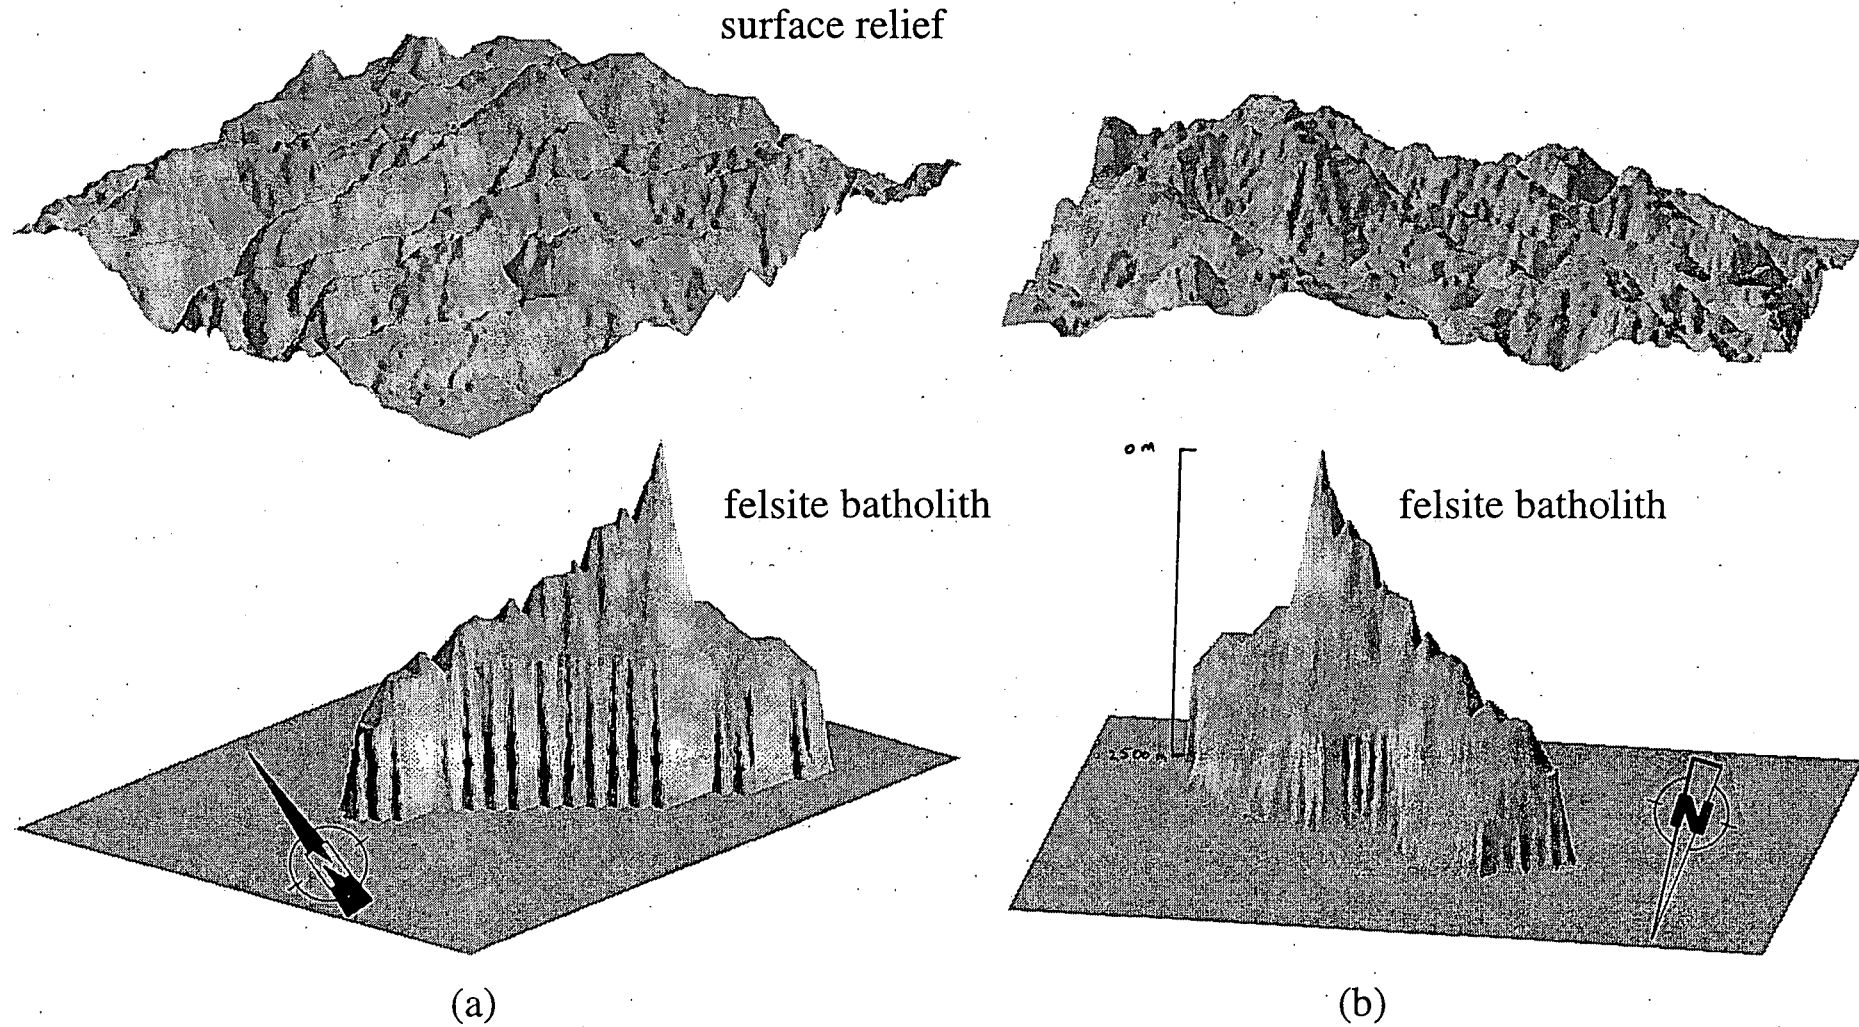 surface relief
0 m
felsite batholith
felsite batholith
2500 m
N
(a)
(b)